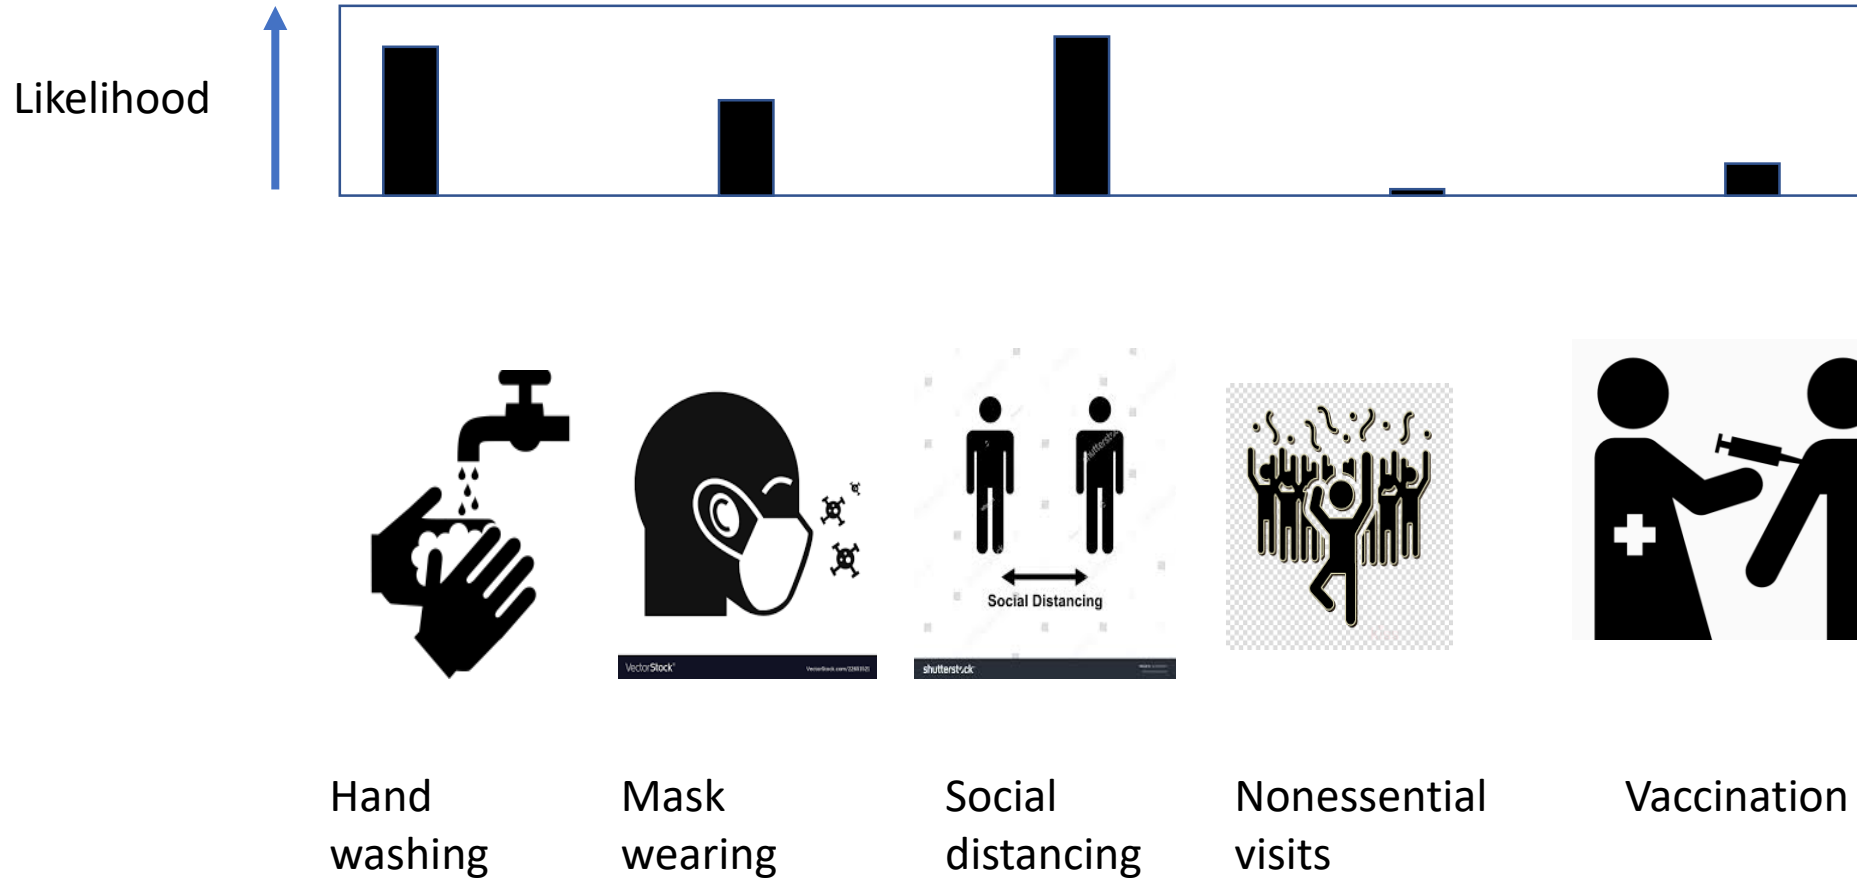 Likelihood
Social Distancing
VectorStock®
shutterstock
Hand
washing
Mask
wearing
Social
distancing
Nonessential
visits
Vaccination